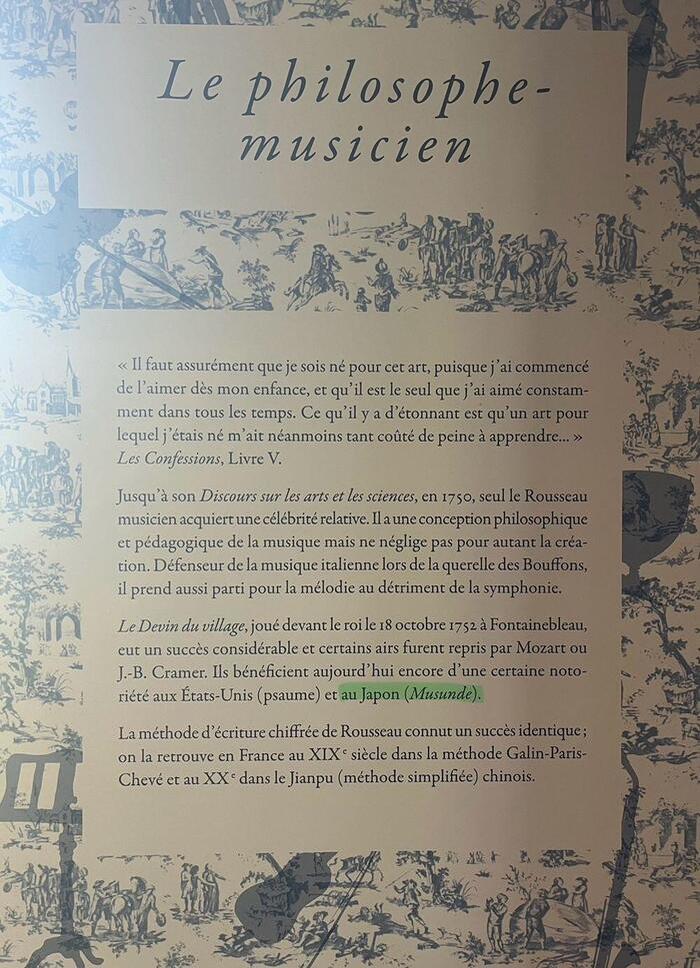 Le philosophe-
musicien
« Il faut assurément que je sois né pour cet art, puisque j'ai commencé
de l'aimer dès mon enfance, et qu'il est le seul que j'ai aimé constam-
ment dans tous les temps. Ce qu'il y a d'étonnant est qu'un art pour
lequel j'étais né m'ait néanmoins tant coûté de peine à apprendre... »
Les Confessions, Livre V.
Jusqu'à son Discours sur les arts et les sciences, en 1750, seul le Rousseau
musicien acquiert une célébrité relative. Il a une conception philosophique
et pédagogique de la musique mais ne néglige pas pour autant la créa-
tion. Défenseur de la musique italienne lors de la querelle des Bouffons,
il prend aussi parti pour la mélodie au détriment de la symphonie.
Le Devin du village, joué devant le roi le 18 octobre 1752 à Fontainebleau,
eut un succès considérable et certains airs furent repris par Mozart ou
J.-B. Cramer. Ils bénéficient aujourd'hui encore d'une certaine noto-
riété aux États-Unis (psaume) et au Japon (Musunde).
La méthode d'écriture chiffrée de Rousseau connut un succès identique ;
on la retrouve en France au XIXe siècle dans la méthode Galin-Paris-
Chevé et au XXe dans le Jianpu (méthode simplifiée) chinois.